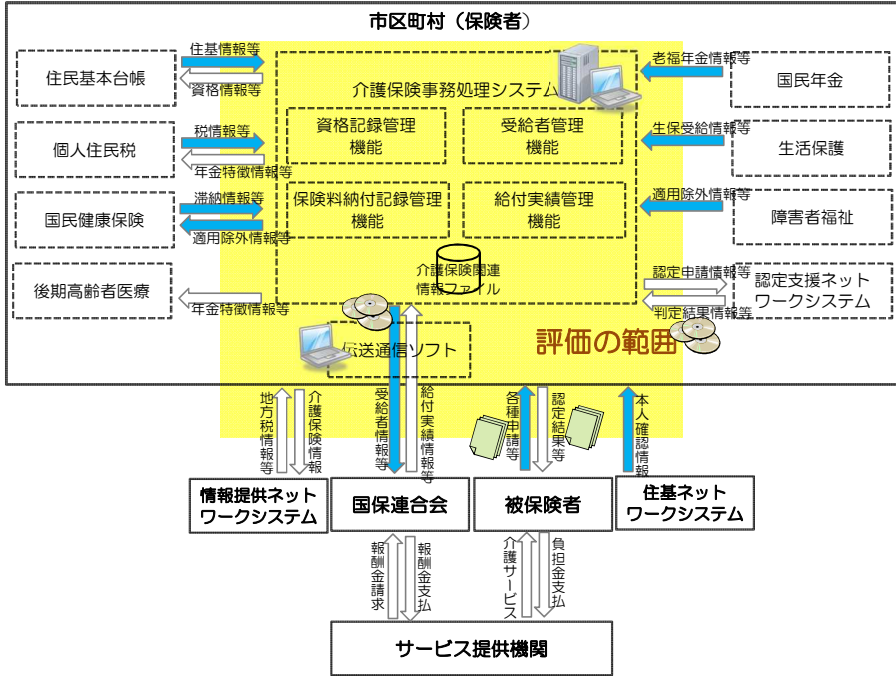 市区町村（保険者）
住民基本台帳
住基情報等
資格情報等
個人住民税
税情報等
年金特徴情報等
国民健康保険
滞納情報等
適用除外情報等
後期高齢者医療
年金特徴情報等
介護保険事務処理システム
資格記録管理
機能
受給者管理
機能
保険料納付記録管理
機能
給付実績管理
機能
介護保険関連
情報ファイル
伝送通信ソフト
評価の範囲
老福年金情報等
国民年金
生保受給情報等
生活保護
適用除外情報等
障害者福祉
認定申請情報等
判定結果情報等
認定支援ネット
ワークシステム
地方税情報等
介護保険情報
受給者情報等
給付実績情報等
各種申請等
認定結果等
本人確認情報
情報提供ネット
ワークシステム
国保連合会
被保険者
住基ネット
ワークシステム
報酬金請求
報酬金支払
介護サービス
負担金支払
サービス提供機関